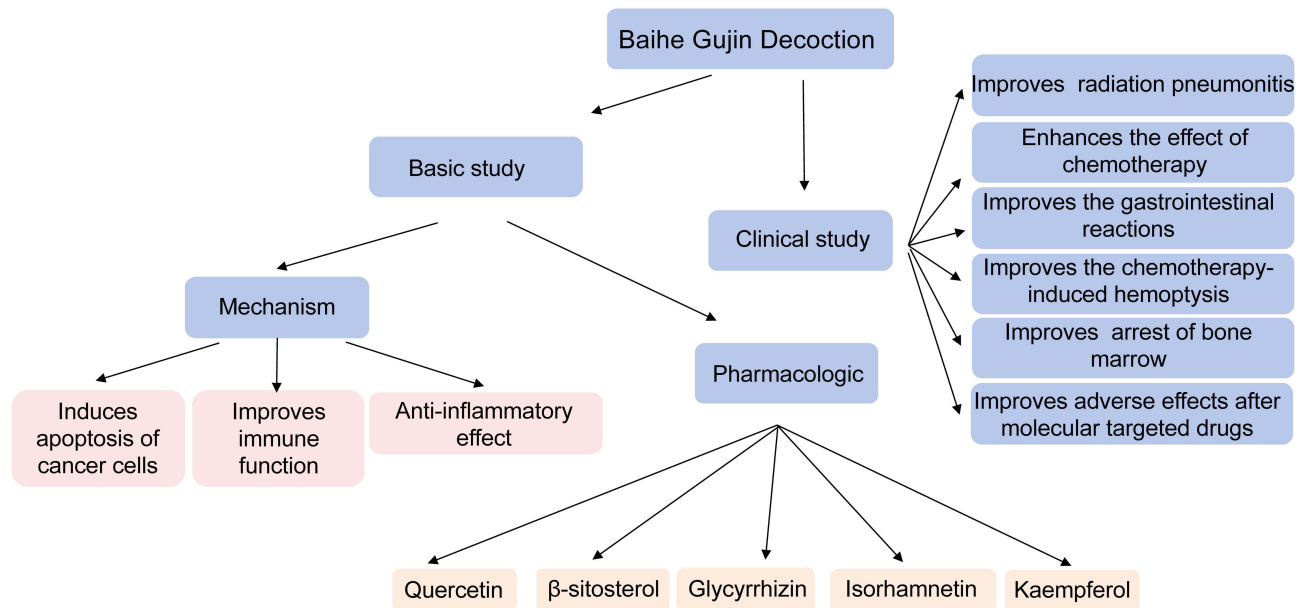 Baihe Gujin Decoction
Basic study
Clinical study
Improves radiation pneumonitis
Enhances the effect of
chemotherapy
Improves the gastrointestinal
reactions
Improves the chemotherapy-
induced hemoptysis
Improves arrest of bone
marrow
Improves adverse effects after
molecular targeted drugs
Mechanism
Pharmacologic
Induces
apoptosis of
cancer cells
Improves
immune
function
Anti-inflammatory
effect
Quercetin
β-sitosterol
Glycyrrhizin
Isorhamnetin
Kaempferol